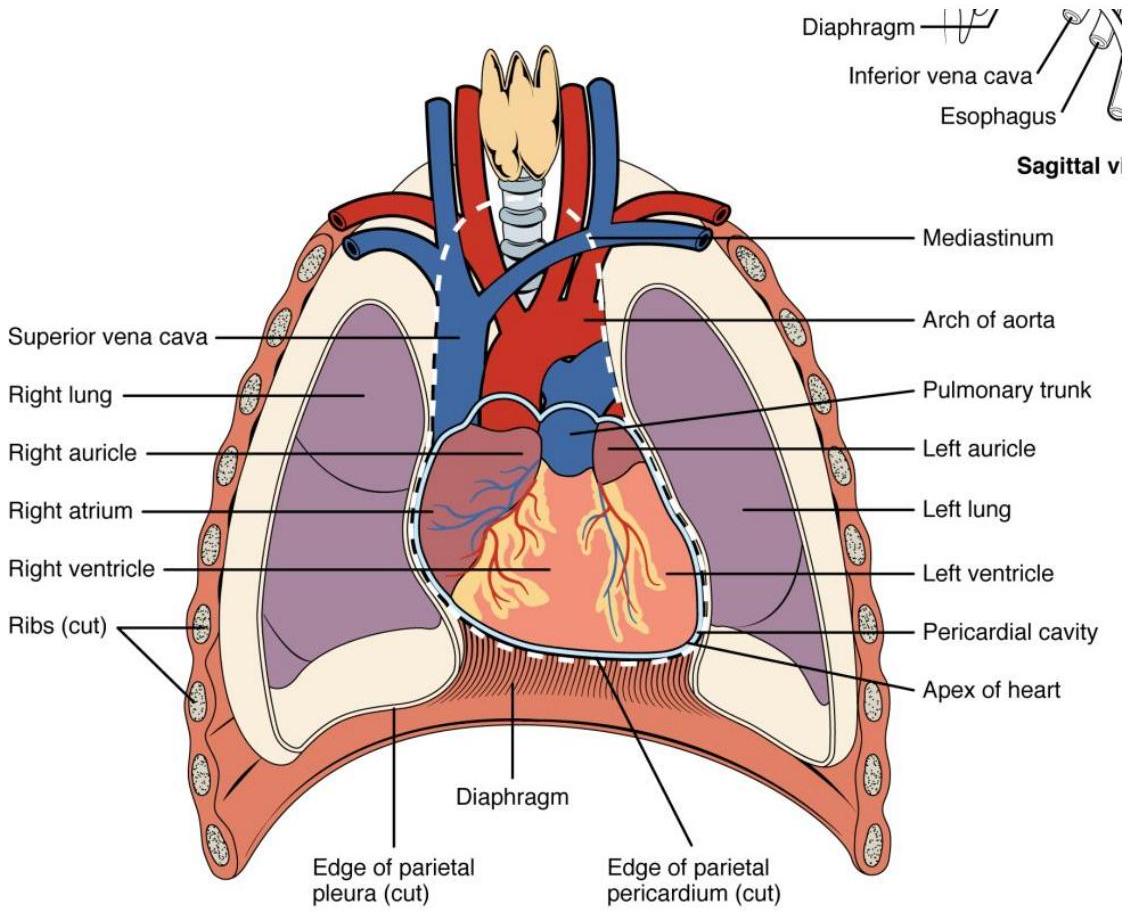 Diaphragm
Inferior vena cava
Esophagus
Sagittal vi
Mediastinum
Arch of aorta
Superior vena cava
Pulmonary trunk
Right lung
Right auricle
Left auricle
Right atrium
Left lung
Right ventricle
Left ventricle
Ribs (cut)
Pericardial cavity
Apex of heart
Diaphragm
Edge of parietal
pleura (cut)
Edge of parietal
pericardium (cut)